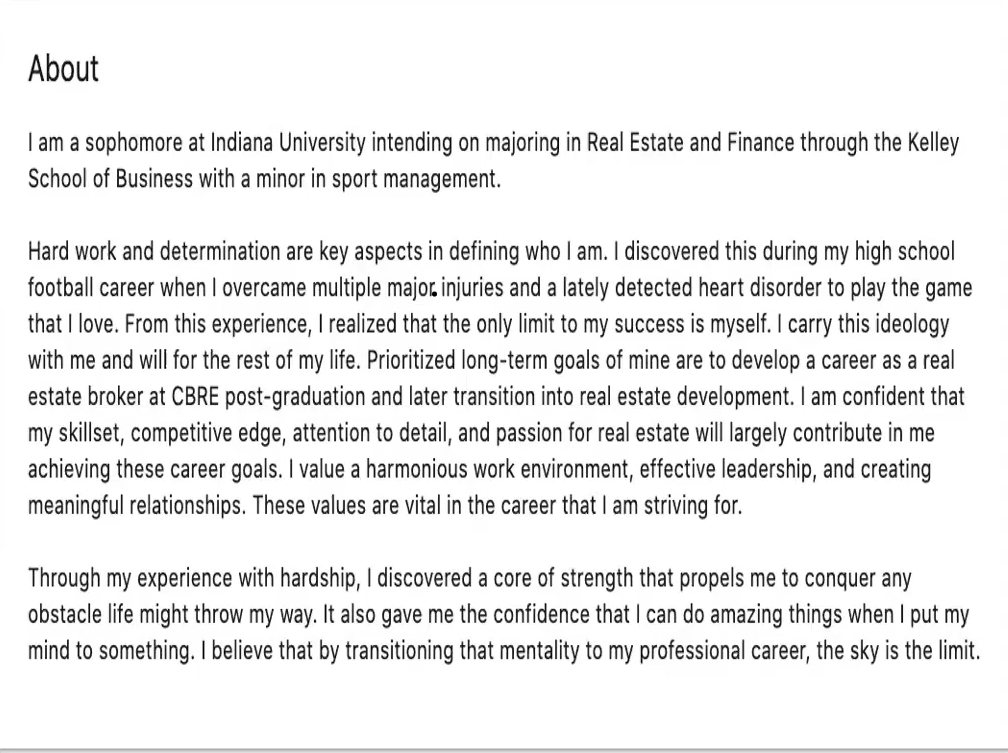 About
I am a sophomore at Indiana University intending on majoring in Real Estate and Finance through the Kelley
School of Business with a minor in sport management.
Hard work and determination are key aspects in defining who I am. I discovered this during my high school
football career when I overcame multiple major injuries and a lately detected heart disorder to play the game
that I love. From this experience, I realized that the only limit to my success is myself. I carry this ideology
with me and will for the rest of my life. Prioritized long-term goals of mine are to develop a career as a real
estate broker at CBRE post-graduation and later transition into real estate development. I am confident that
my skillset, competitive edge, attention to detail, and passion for real estate will largely contribute in me
achieving these career goals. I value a harmonious work environment, effective leadership, and creating
meaningful relationships. These values are vital in the career that I am striving for.
Through my experience with hardship, I discovered a core of strength that propels me to conquer any
obstacle life might throw my way. It also gave me the confidence that I can do amazing things when I put my
mind to something. I believe that by transitioning that mentality to my professional career, the sky is the limit.